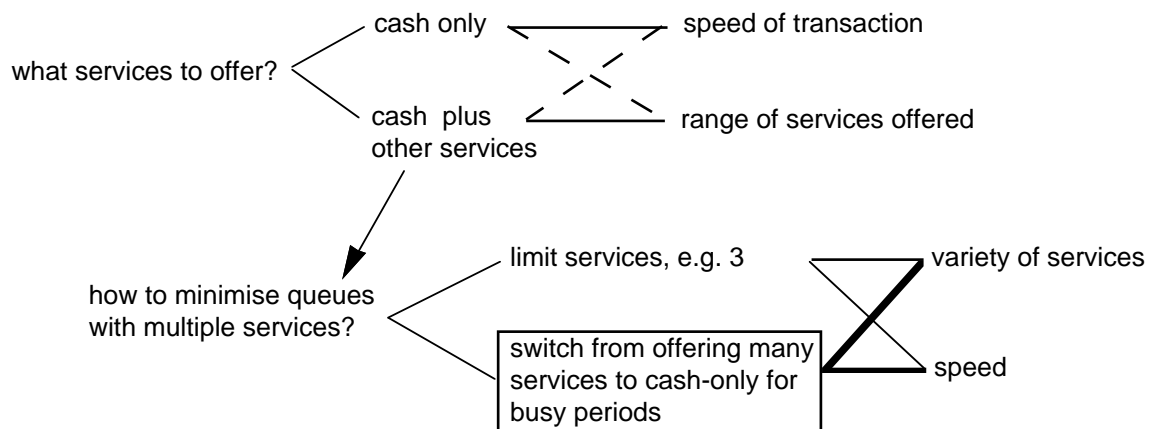 cash only
speed of transaction
what services to offer?
cash plus
other services
range of services offered
limit services, e.g. 3
variety of services
how to minimise queues
with multiple services?
switch from offering many
services to cash-only for
busy periods
speed